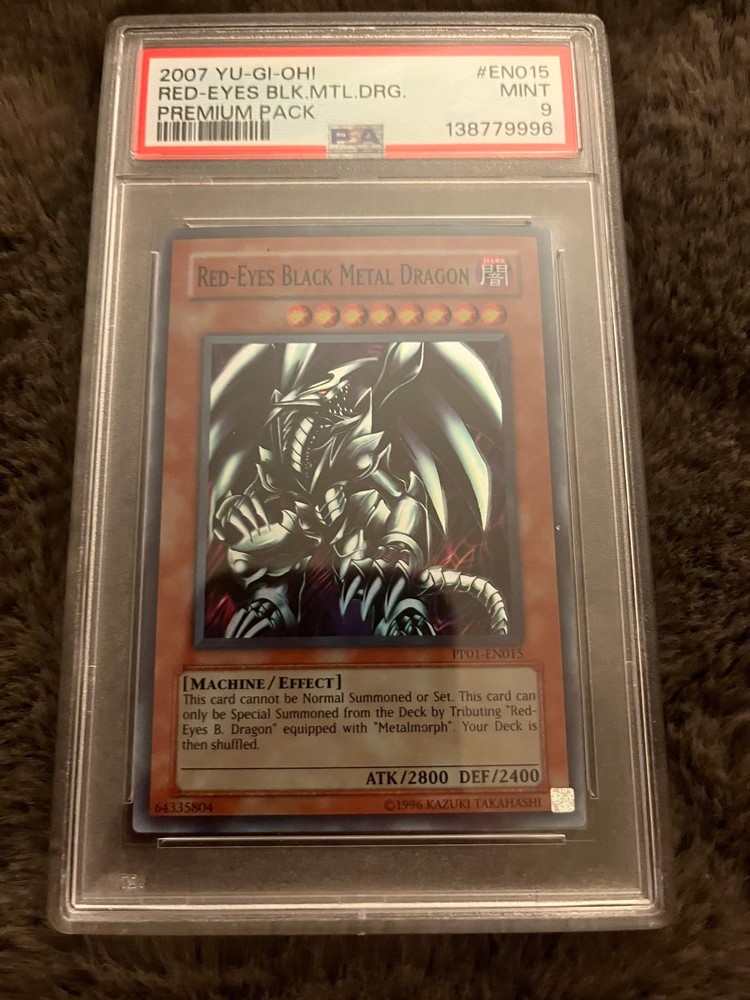 2007 YU-GI-OH! #EN015
RED-EYES BLK.MTL.DRG. MINT
PREMIUM PACK 9
PSA 138779996
RED-EYES BLACK METAL DRAGON
DARK
闇
PP01-EN015
[MACHINE/EFFECT]
This card cannot be Normal Summoned or Set. This card can
only be Special Summoned from the Deck by Tributing "Red-
Eyes B. Dragon" equipped with "Metalmorph". Your Deck is
then shuffled.
ATK/2800 DEF/2400
64335804 ©1996 KAZUKI TAKAHASHI